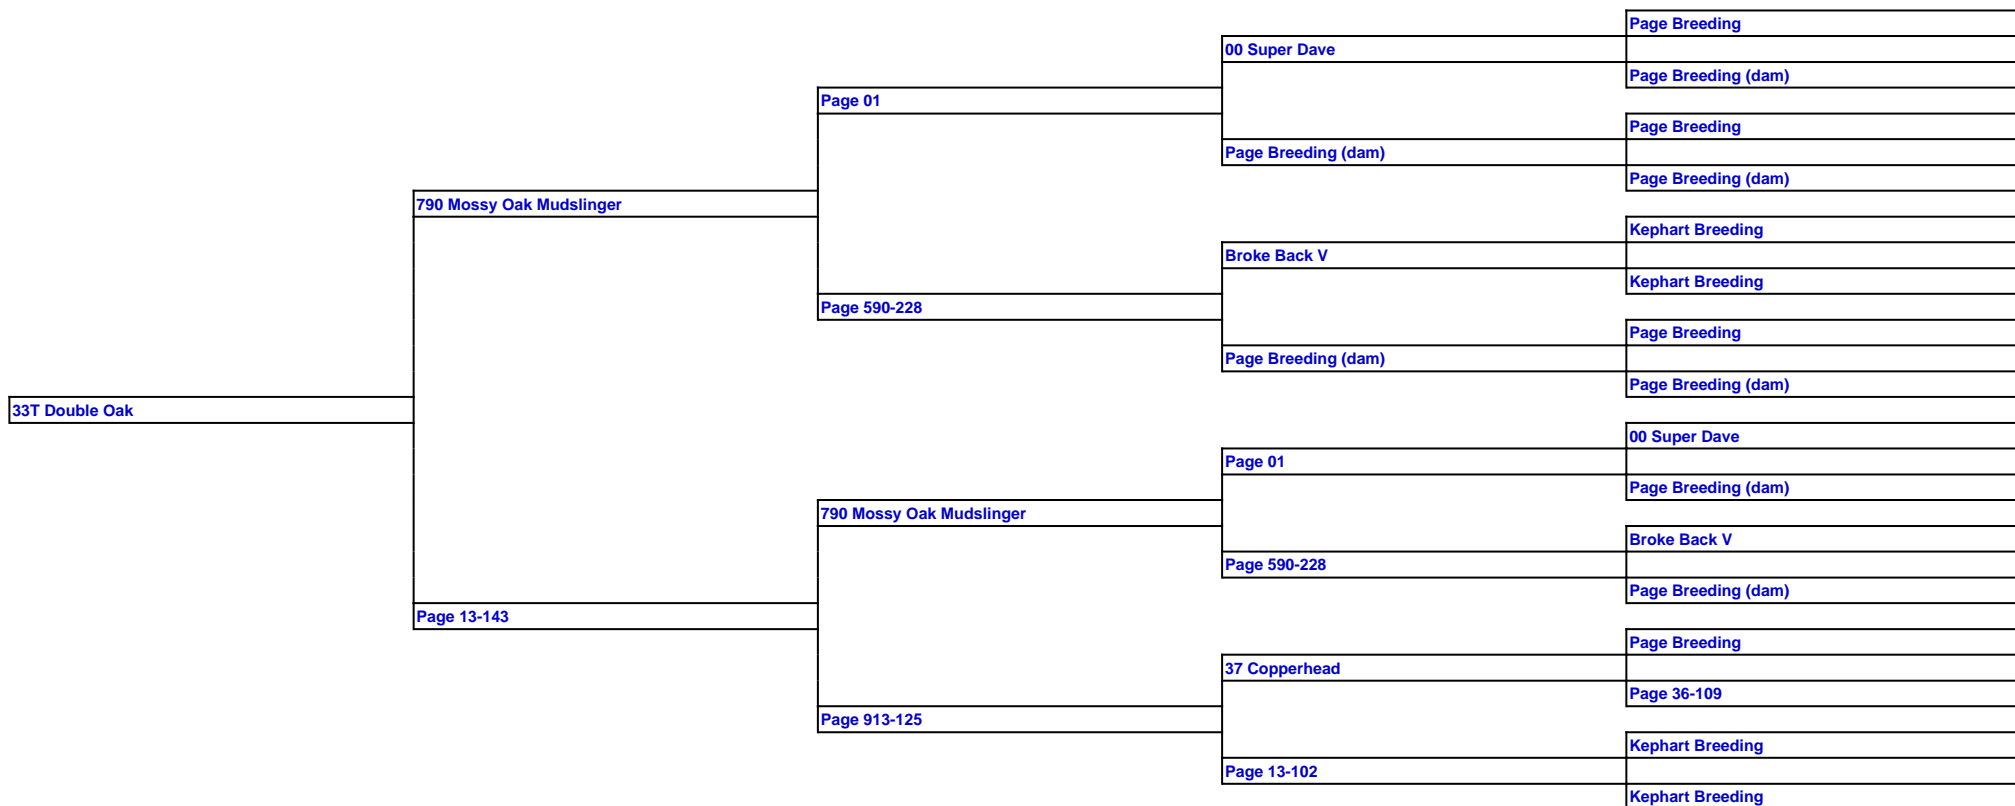 Page Breeding
00 Super Dave
Page Breeding (dam)
Page 01
Page Breeding
Page Breeding (dam)
Page Breeding (dam)
790 Mossy Oak Mudslinger
Kephart Breeding
Broke Back V
Kephart Breeding
Page 590-228
Page Breeding
Page Breeding (dam)
Page Breeding (dam)
33T Double Oak
00 Super Dave
Page 01
Page Breeding (dam)
790 Mossy Oak Mudslinger
Broke Back V
Page 590-228
Page Breeding (dam)
Page 13-143
Page Breeding
37 Copperhead
Page 36-109
Page 913-125
Kephart Breeding
Page 13-102
Kephart Breeding